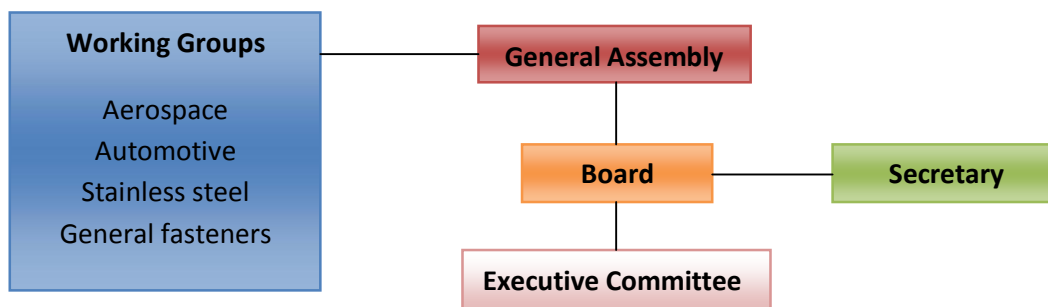 Working Groups
Aerospace
Automotive
Stainless steel
General fasteners
General Assembly
Board
Secretary
Executive Committee